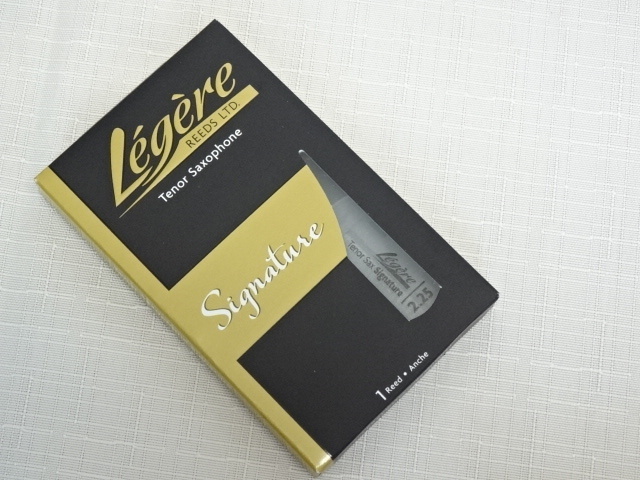 Légère
REEDS LTD.
Tenor Saxophone
Signature
Légère
Tenor Sax Signature
2.25
1 Reed • Anche